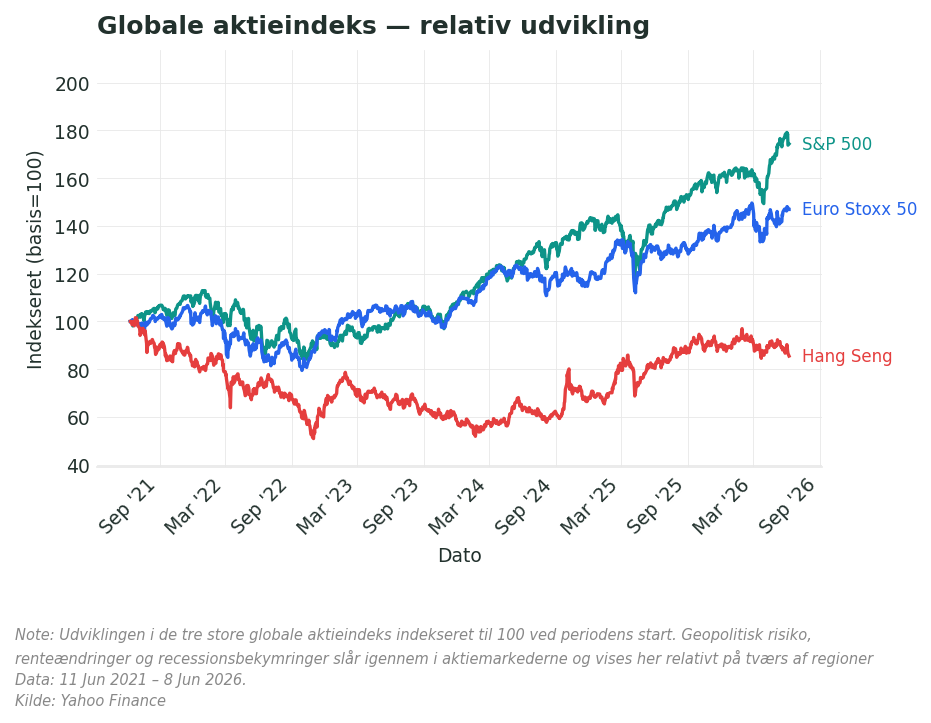 Globale aktieindeks — relativ udvikling
Indekseret (basis=100)
200
180
160
140
120
100
80
60
40
S&P 500
Euro Stoxx 50
Hang Seng
Sep '21
Mar '22
Sep '22
Mar '23
Sep '23
Mar '24
Sep '24
Mar '25
Sep '25
Mar '26
Sep '26
Dato
Note: Udviklingen i de tre store globale aktieindeks indekseret til 100 ved periodens start. Geopolitisk risiko,
renteændringer og recessionsbekymringer slår igennem i aktiemarkederne og vises her relativt på tværs af regioner
Data: 11 Jun 2021 – 8 Jun 2026.
Kilde: Yahoo Finance